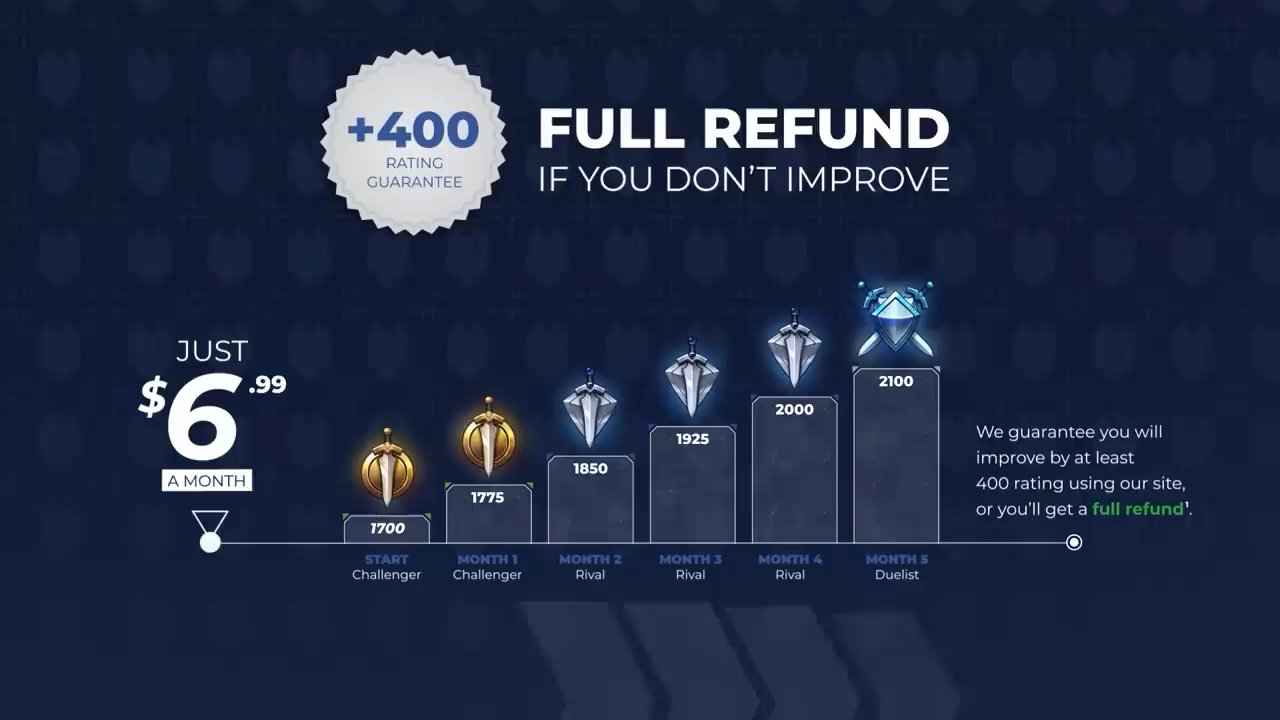 +400
RATING
GUARANTEE
FULL REFUND
IF YOU DON'T IMPROVE
JUST
$6.99
A MONTH
1700
1775
1850
1925
2000
2100
START
Challenger
MONTH 1
Challenger
MONTH 2
Rival
MONTH 3
Rival
MONTH 4
Rival
MONTH 5
Duelist
We guarantee you will
improve by at least
400 rating using our site,
or you'll get a full refund¹.